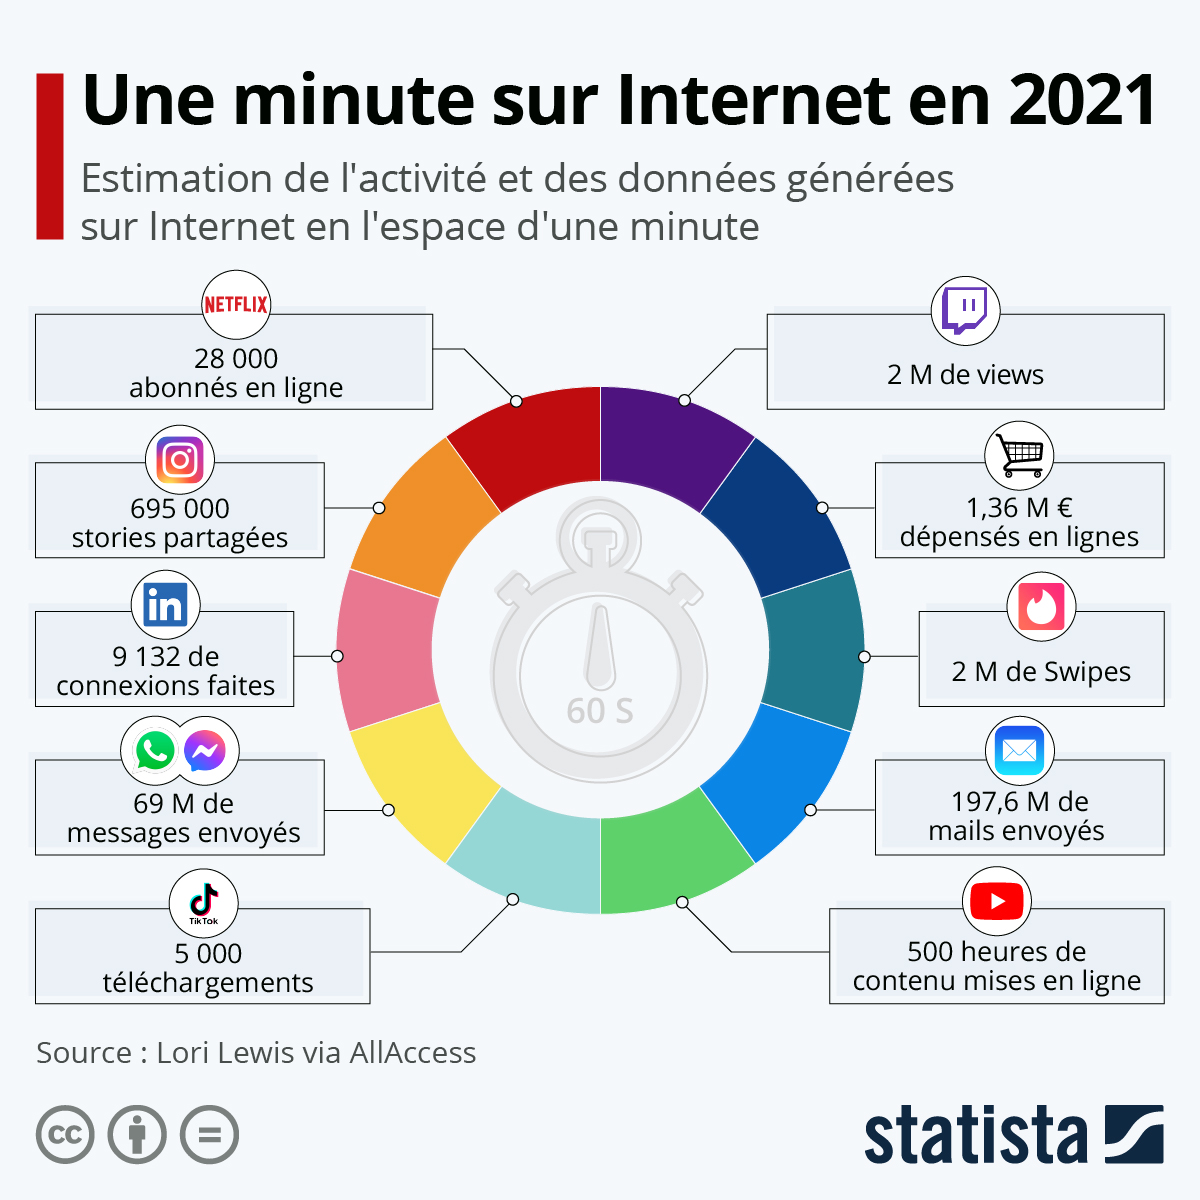 Une minute sur Internet en 2021
Estimation de l'activité et des données générées
sur Internet en l'espace d'une minute
NETFLIX
28 000
abonnés en ligne
2 M de views
695 000
stories partagées
1,36 M €
dépensés en lignes
in
9 132 de
connexions faites
2 M de Swipes
69 M de
messages envoyés
197,6 M de
mails envoyés
TikTok
5 000
téléchargements
500 heures de
contenu mises en ligne
60 S
Source : Lori Lewis via AllAccess
cc
statista